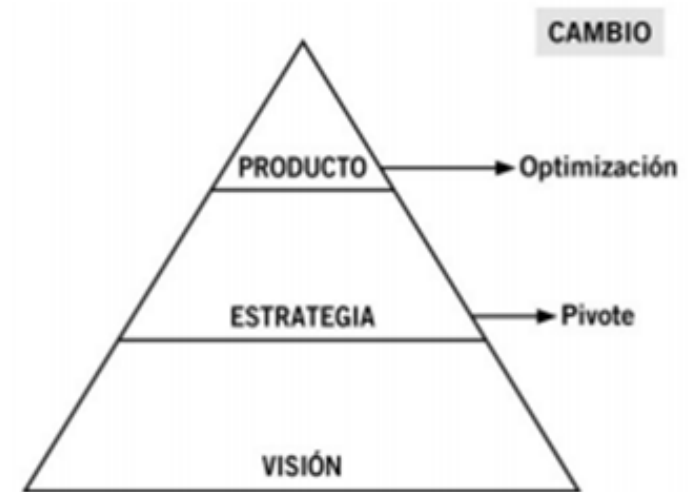 CAMBIO
PRODUCTO
Optimización
ESTRATEGIA
Pivote
VISIÓN